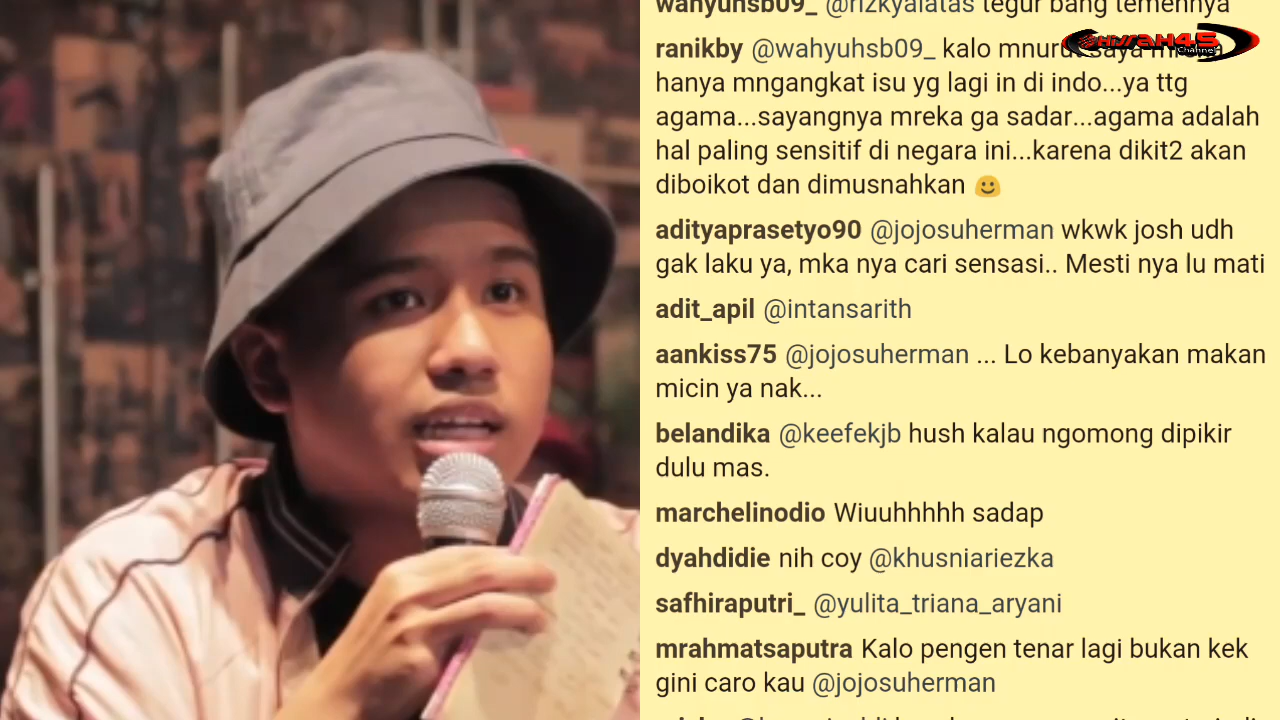 wahyuhsb09_ @rizkyalatas tegur bang temennya
HIJRAH45
Channel
ranikby @wahyuhsb09_ kalo mnurut saya mreka
hanya mngangkat isu yg lagi in di indo...ya ttg
agama...sayangnya mreka ga sadar...agama adalah
hal paling sensitif di negara ini...karena dikit2 akan
diboikot dan dimusnahkan 🙂
adityaprasetyo90 @jojosuherman wkwk josh udh
gak laku ya, mka nya cari sensasi.. Mesti nya lu mati
adit_apil @intansarith
aankiss75 @jojosuherman ... Lo kebanyakan makan
micin ya nak...
belandika @keefekjb hush kalau ngomong dipikir
dulu mas.
marchelinodio Wiuuhhhhh sadap
dyahdidie nih coy @khusniariezka
safhiraputri_ @yulita_triana_aryani
mrahmatsaputra Kalo pengen tenar lagi bukan kek
gini caro kau @jojosuherman